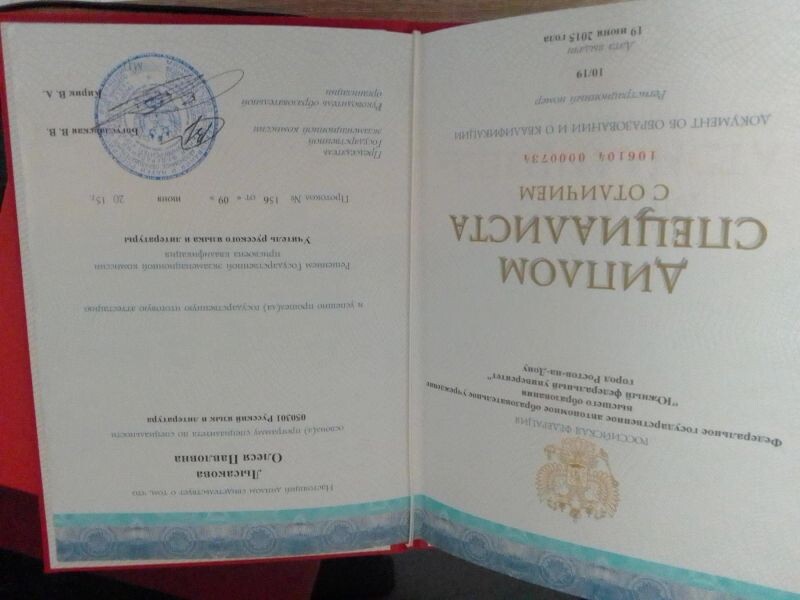 РОССИЙСКАЯ ФЕДЕРАЦИЯ
Федеральное государственное автономное образовательное учреждение
высшего образования
"Южный федеральный университет"
город Ростов-на-Дону
ДИПЛОМ
СПЕЦИАЛИСТА
С ОТЛИЧИЕМ
106104 0000734
ДОКУМЕНТ ОБ ОБРАЗОВАНИИ И О КВАЛИФИКАЦИИ
Регистрационный номер
10/19
Дата выдачи
19 июня 2015 года
Настоящий диплом свидетельствует о том, что
Лысакова
Олеся Павловна
освоил(а) программу специалитета по специальности
050301 Русский язык и литература
и успешно прошёл(ла) государственную итоговую аттестацию
Решением Государственной экзаменационной комиссии
присвоена квалификация
Учитель русского языка и литературы
Протокол № 156 от « 09 » июня 20 15 г.
Председатель
Государственной
экзаменационной комиссии
Богуславская В. В.
Руководитель образовательной
организации
Кирик В. А.
М.П.